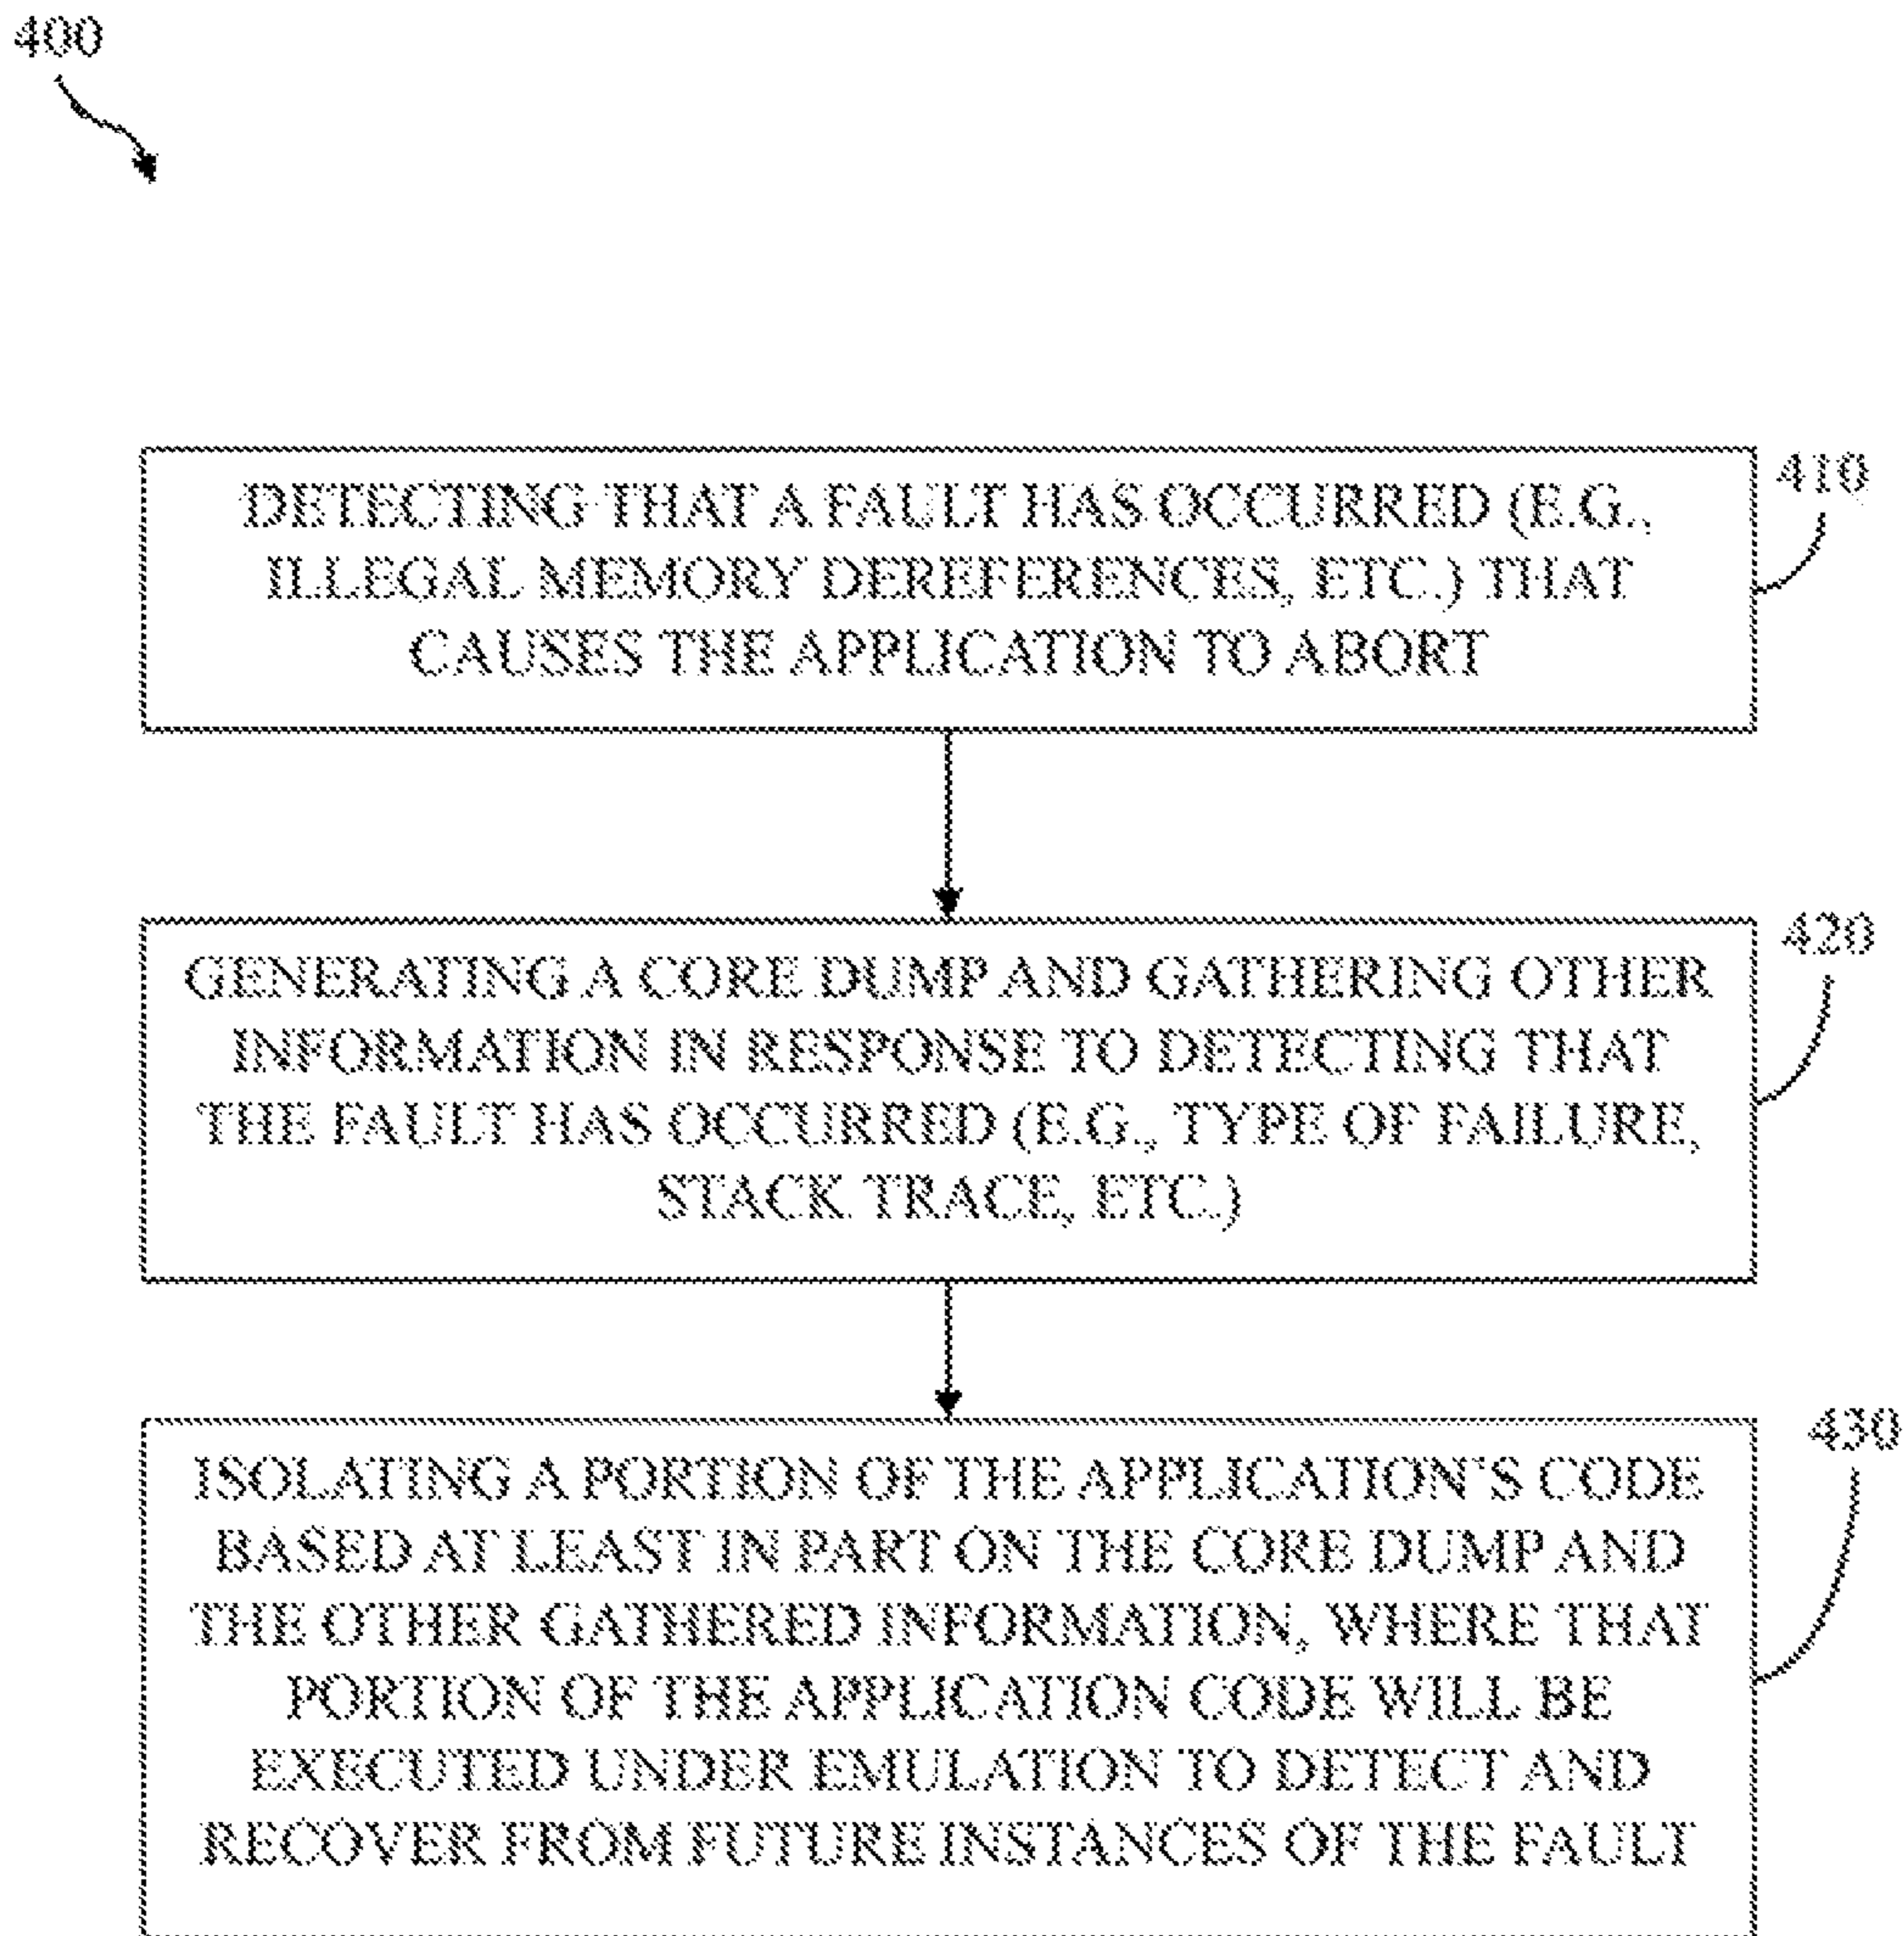 400
DETECTING THAT A FAULT HAS OCCURRED (E.G.,
ILLEGAL MEMORY DEREFERENCES, ETC.) THAT
CAUSES THE APPLICATION TO ABORT
410
GENERATING A CORE DUMP AND GATHERING OTHER
INFORMATION IN RESPONSE TO DETECTING THAT
THE FAULT HAS OCCURRED (E.G., TYPE OF FAILURE,
STACK TRACE, ETC.)
420
ISOLATING A PORTION OF THE APPLICATION'S CODE
BASED AT LEAST IN PART ON THE CORE DUMP AND
THE OTHER GATHERED INFORMATION, WHERE THAT
PORTION OF THE APPLICATION CODE WILL BE
EXECUTED UNDER EMULATION TO DETECT AND
RECOVER FROM FUTURE INSTANCES OF THE FAULT
430